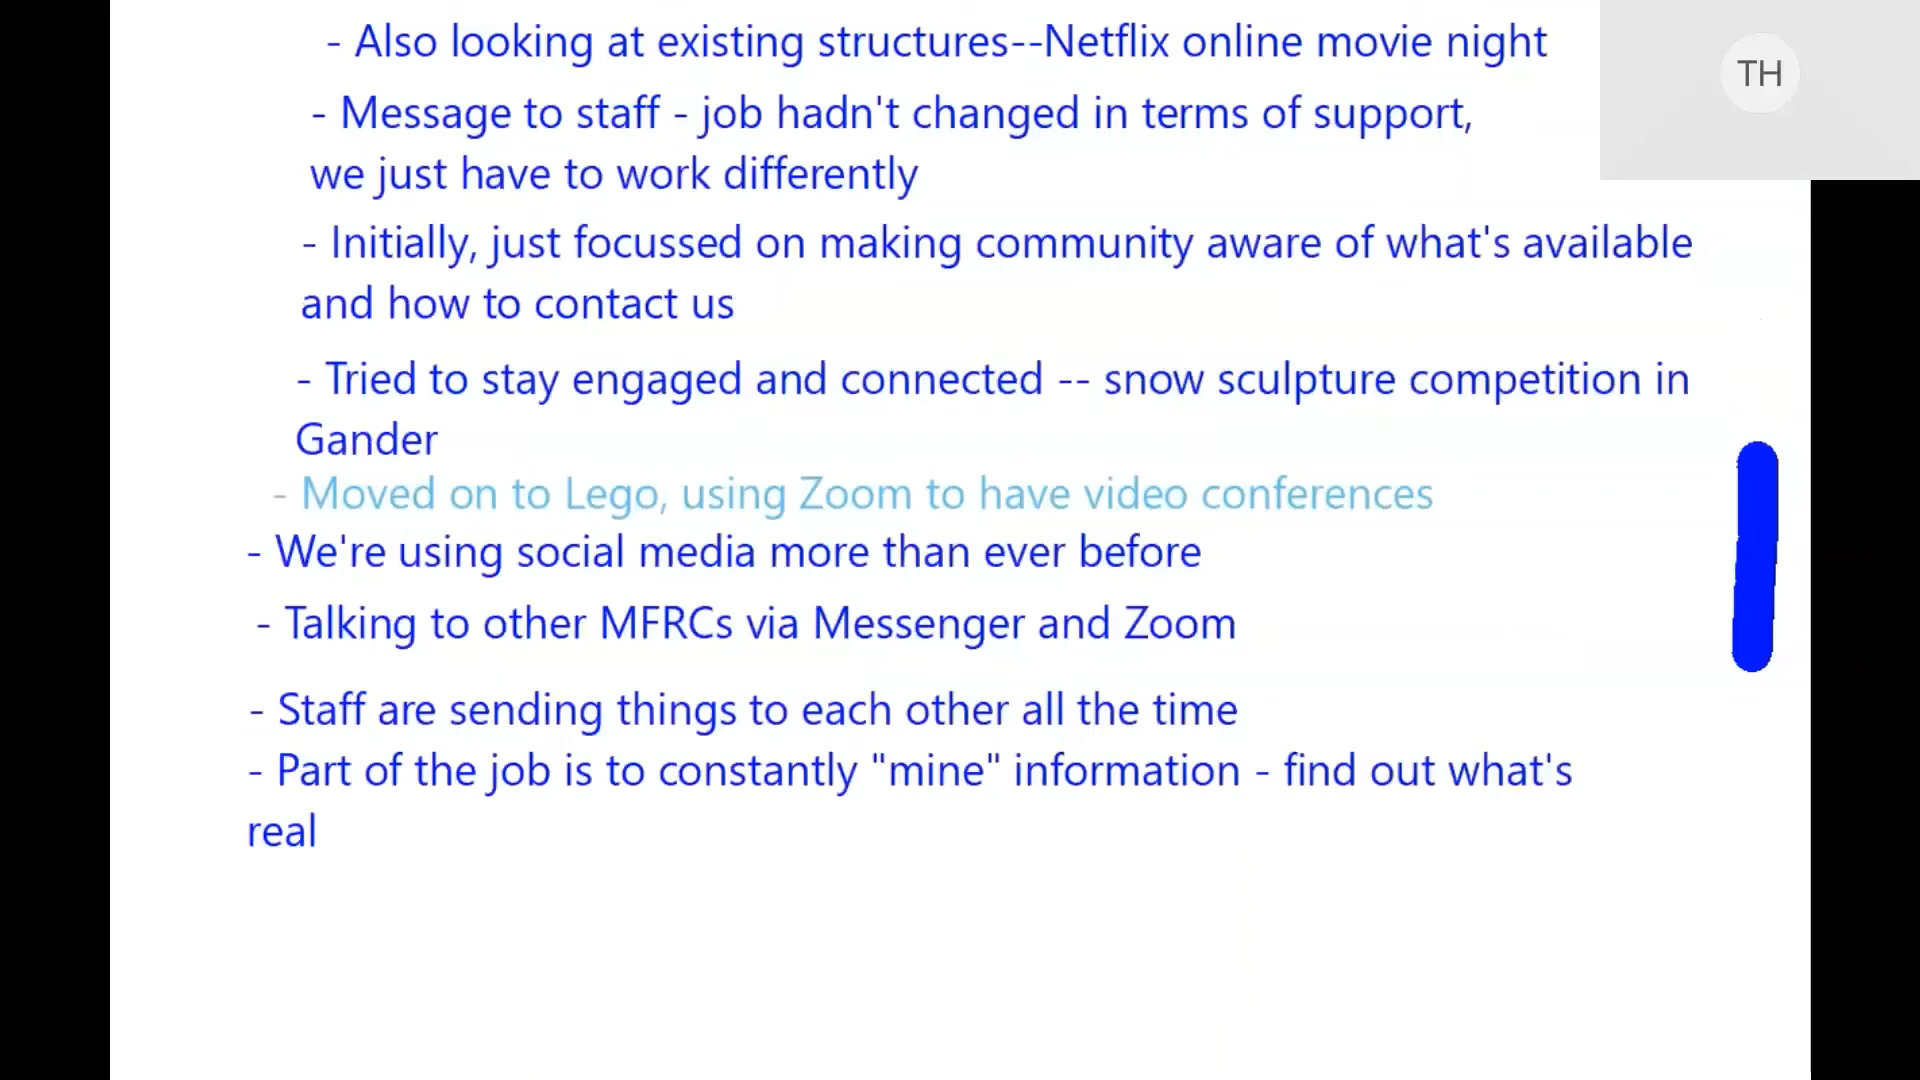 - Also looking at existing structures--Netflix online movie night
TH
- Message to staff - job hadn't changed in terms of support,
we just have to work differently
- Initially, just focussed on making community aware of what's available
and how to contact us
- Tried to stay engaged and connected -- snow sculpture competition in
Gander
- Moved on to Lego, using Zoom to have video conferences
- We're using social media more than ever before
- Talking to other MFRCs via Messenger and Zoom
- Staff are sending things to each other all the time
- Part of the job is to constantly "mine" information - find out what's
real